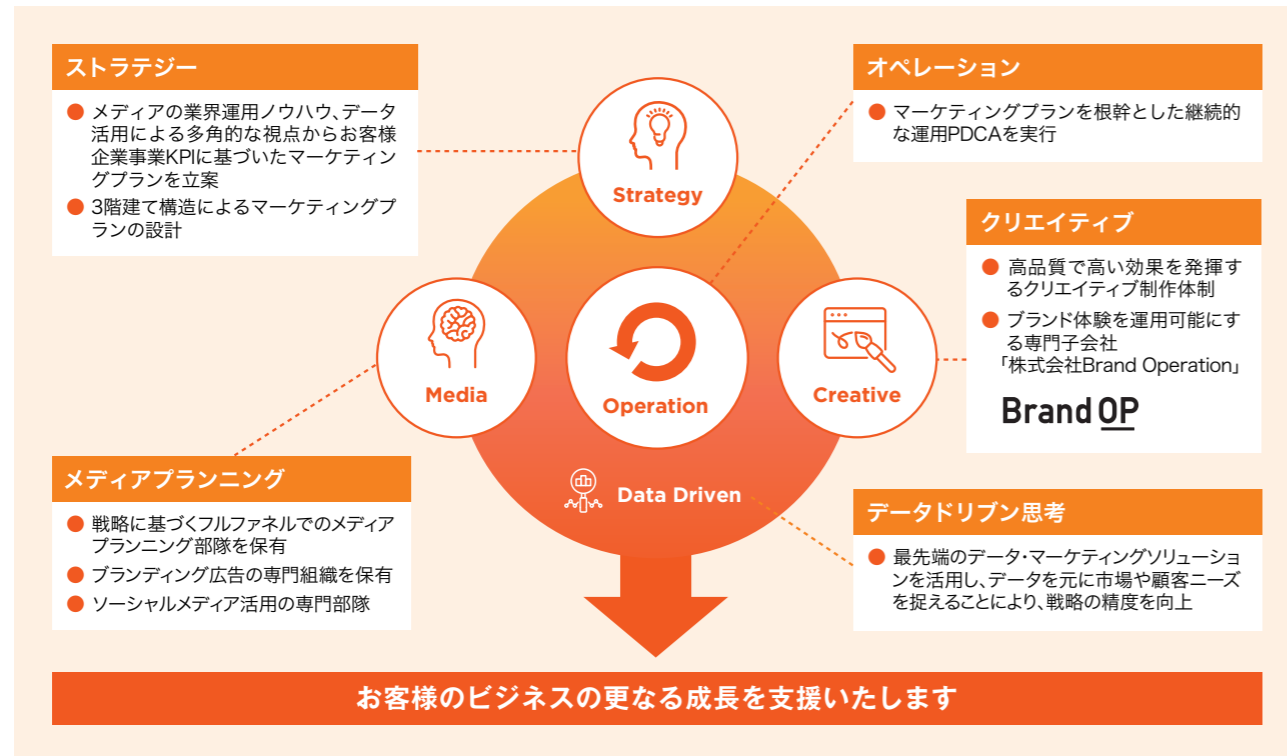 ストラテジー
● メディアの業界運用ノウハウ、データ
活用による多角的な視点からお客様
企業事業KPIに基づいたマーケティン
グプランを立案
● 3階建て構造によるマーケティングプ
ランの設計
Strategy
オペレーション
● マーケティングプランを根幹とした継続的
な運用PDCAを実行
クリエイティブ
● 高品質で高い効果を発揮す
るクリエイティブ制作体制
● ブランド体験を運用可能にす
る専門子会社
「株式会社Brand Operation」
Brand OP
Media
Operation
Creative
メディアプランニング
● 戦略に基づくフルファネルでのメディア
プランニング部隊を保有
● ブランディング広告の専門組織を保有
● ソーシャルメディア活用の専門部隊
Data Driven
データドリブン思考
● 最先端のデータ・マーケティングソリューショ
ンを活用し、データを元に市場や顧客ニーズ
を捉えることにより、戦略の精度を向上
お客様のビジネスの更なる成長を支援いたします